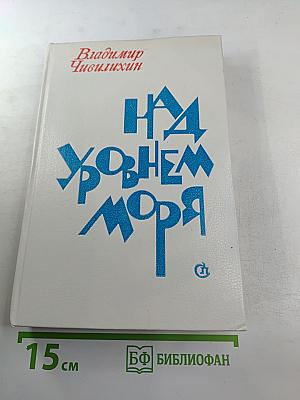 Владимир
Чивилихин
НАД
УРОВНЕМ
МОРЯ
15 см
БФ БИБЛИОФАН